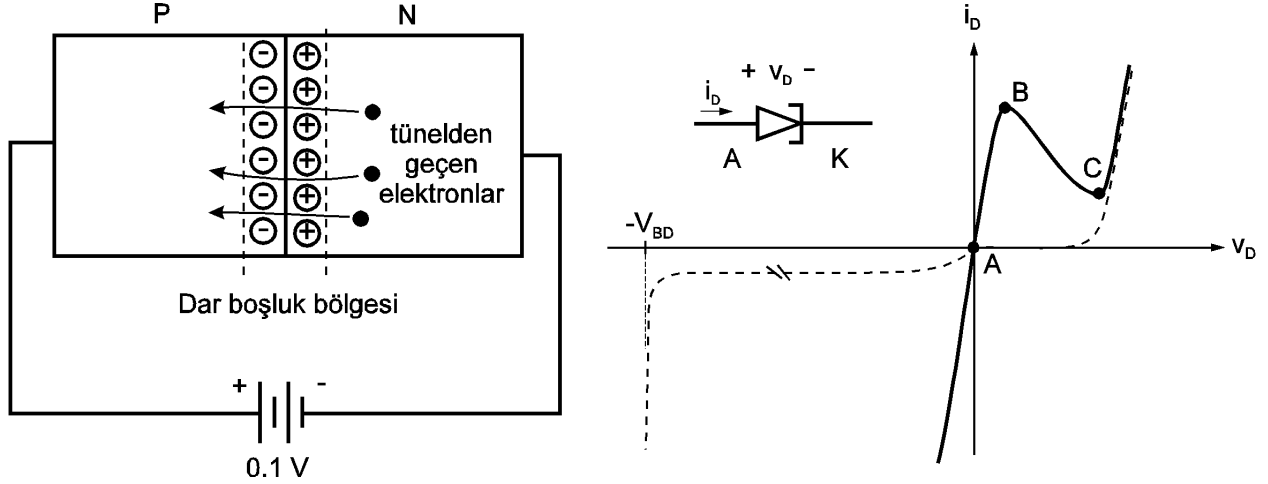 P N
tünelden
geçen
elektronlar
Dar boşluk bölgesi
+ -
0.1 V
i_D
+ v_D -
i_D
A K
B
C
-V_BD
A
v_D